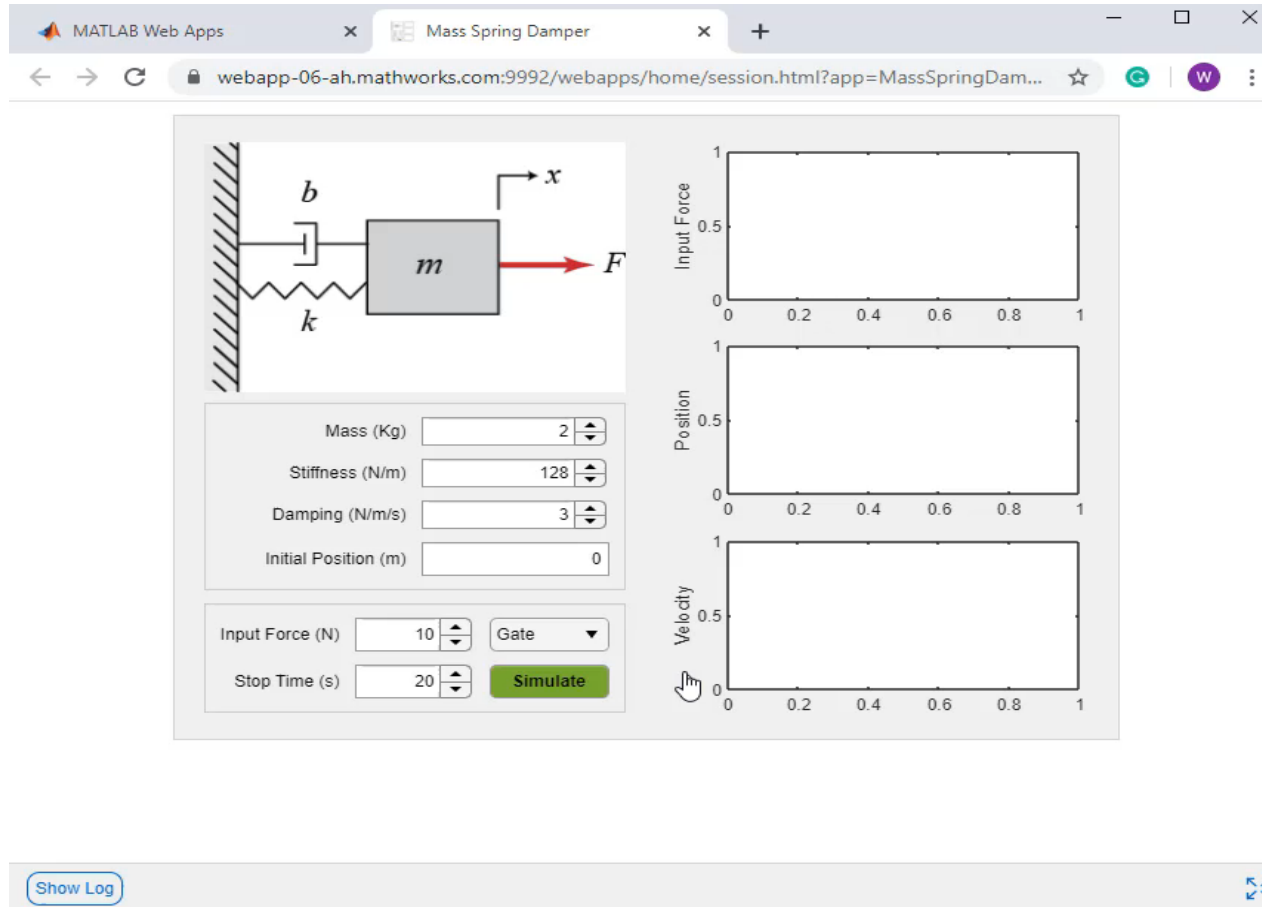 MATLAB Web Apps
Mass Spring Damper
webapp-06-ah.mathworks.com:9992/webapps/home/session.html?app=MassSpringDam...
W
b
x
m
F
k
Mass (Kg) 2
Stiffness (N/m) 128
Damping (N/m/s) 3
Initial Position (m) 0
Input Force (N) 10 Gate
Stop Time (s) 20 Simulate
Input Force
1
0.5
0
0 0.2 0.4 0.6 0.8 1
Position
1
0.5
0
0 0.2 0.4 0.6 0.8 1
Velocity
1
0.5
0
0 0.2 0.4 0.6 0.8 1
Show Log